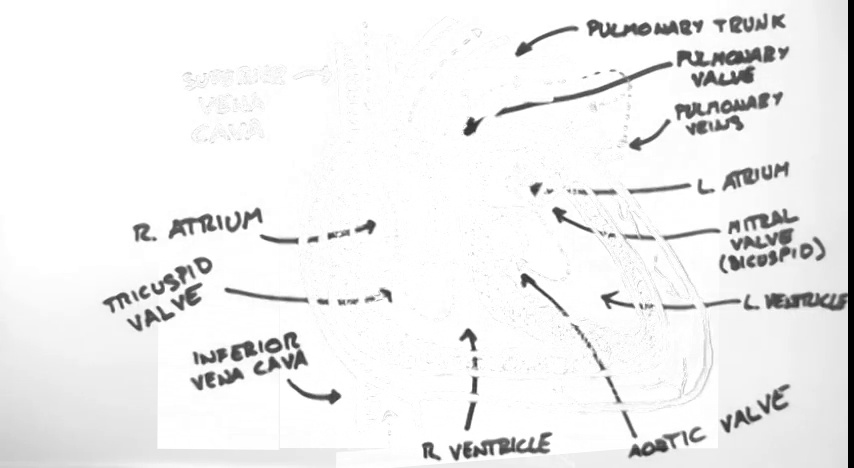 PULMONARY TRUNK
PULMONARY
VALVE
SUPERIOR
VENA
CAVA
PULMONARY
VEINS
L. ATRIUM
R. ATRIUM
MITRAL
VALVE
(BICUSPID)
TRICUSPID
VALVE
L. VENTRICLE
INFERIOR
VENA CAVA
R. VENTRICLE
AORTIC VALVE